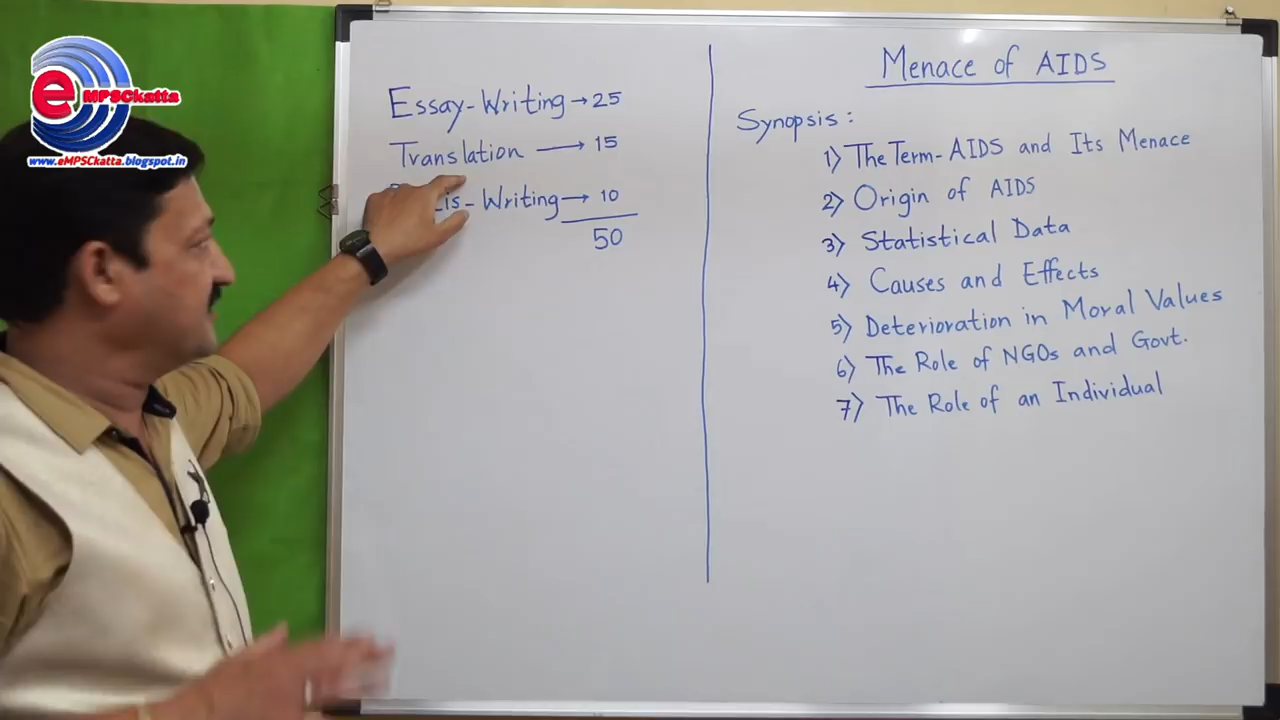 eMPSCkatta
www.eMPSCkatta.blogspot.in
Essay-Writing → 25
Translation → 15
is-Writing → 10
50
Menace of AIDS
Synopsis :
1) The Term-AIDS and Its Menace
2) Origin of AIDS
3) Statistical Data
4) Causes and Effects
5) Deterioration in Moral Values
6) The Role of NGOs and Govt.
7) The Role of an Individual